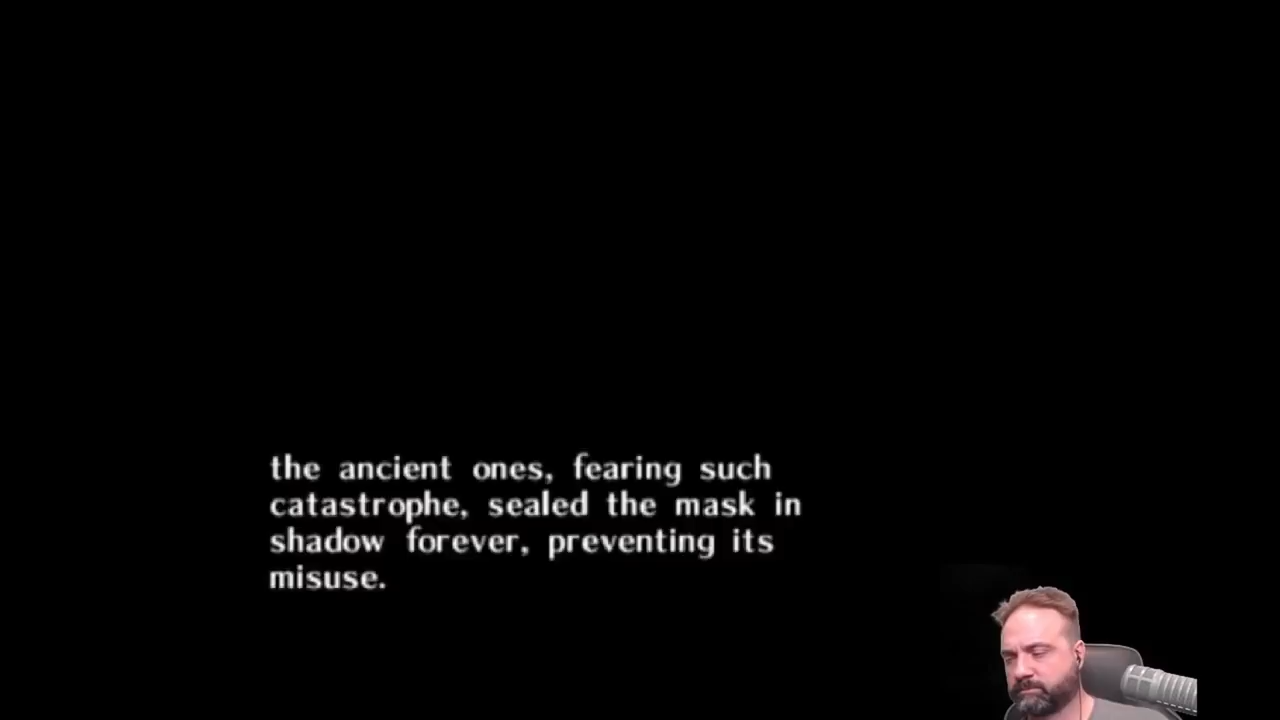 the ancient ones, fearing such
catastrophe, sealed the mask in
shadow forever, preventing its
misuse.